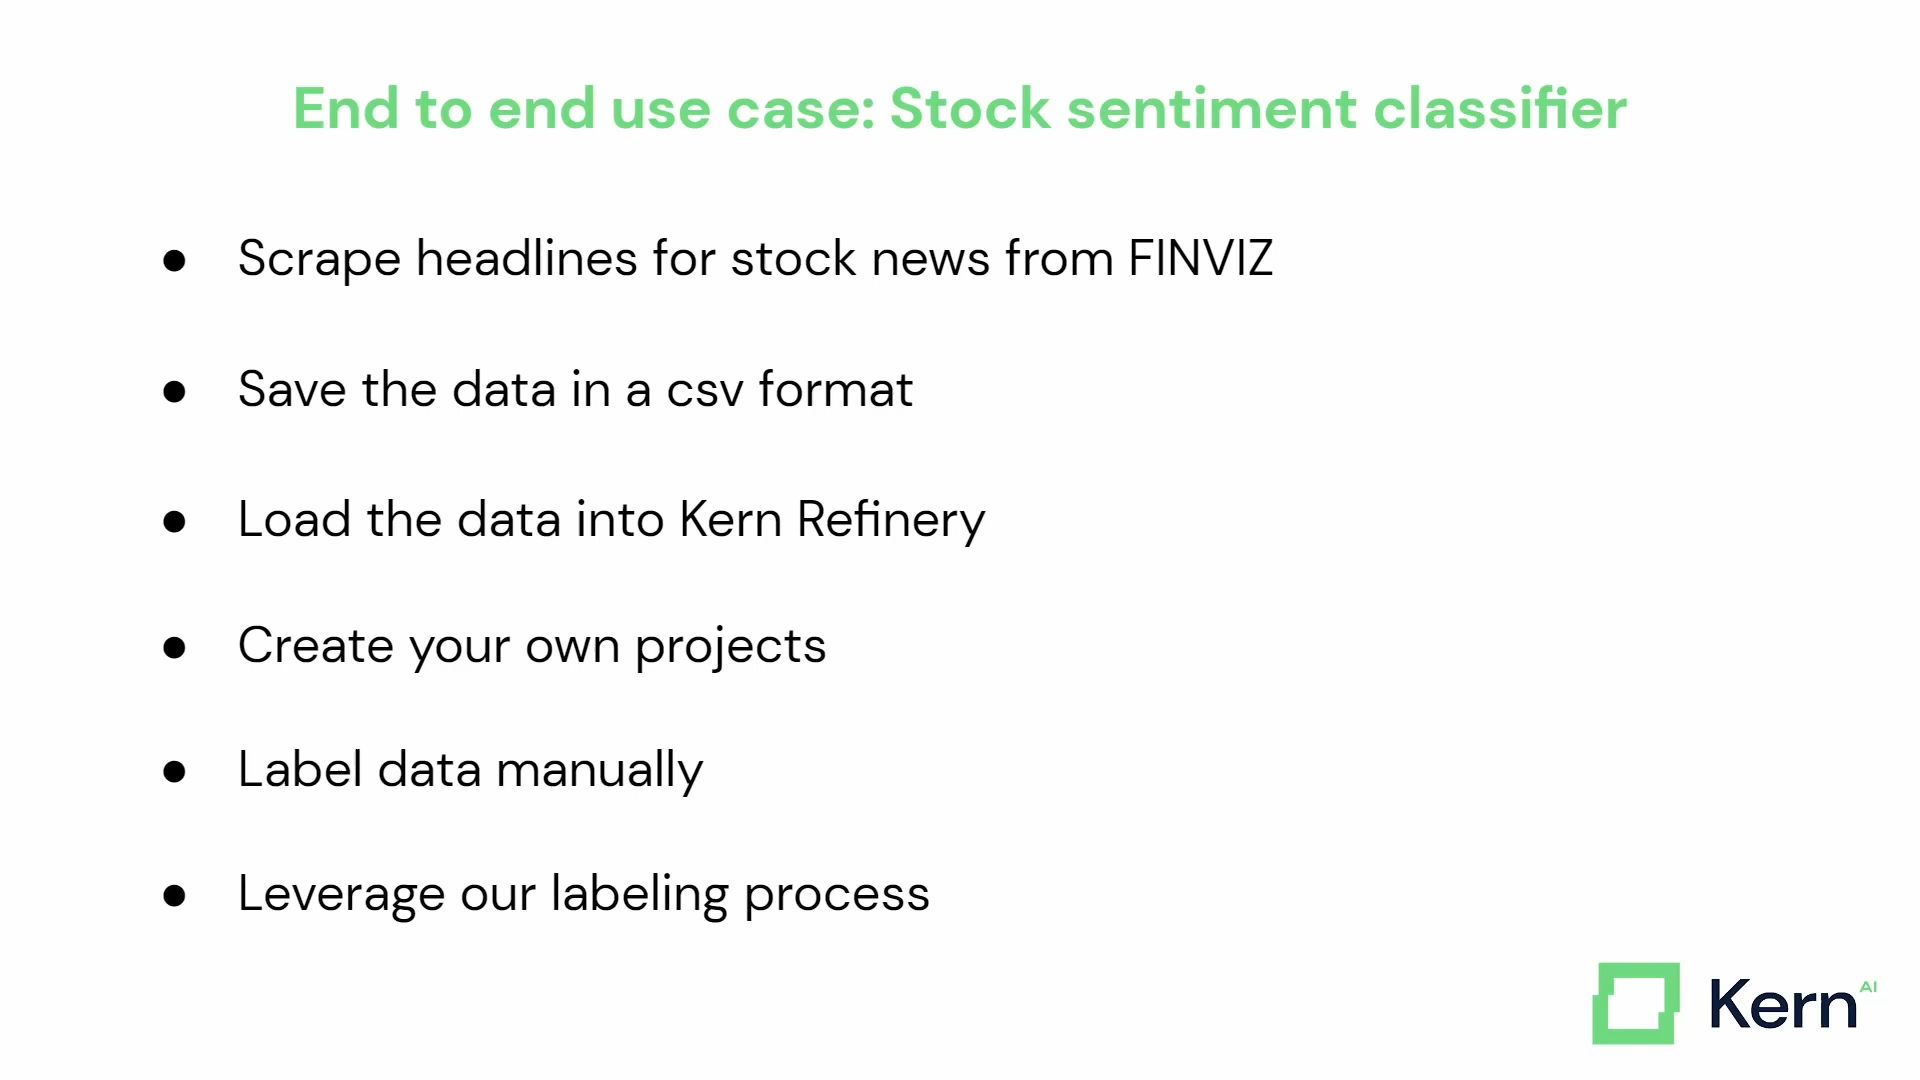 End to end use case: Stock sentiment classifier
● Scrape headlines for stock news from FINVIZ
● Save the data in a csv format
● Load the data into Kern Refinery
● Create your own projects
● Label data manually
● Leverage our labeling process
Kern AI